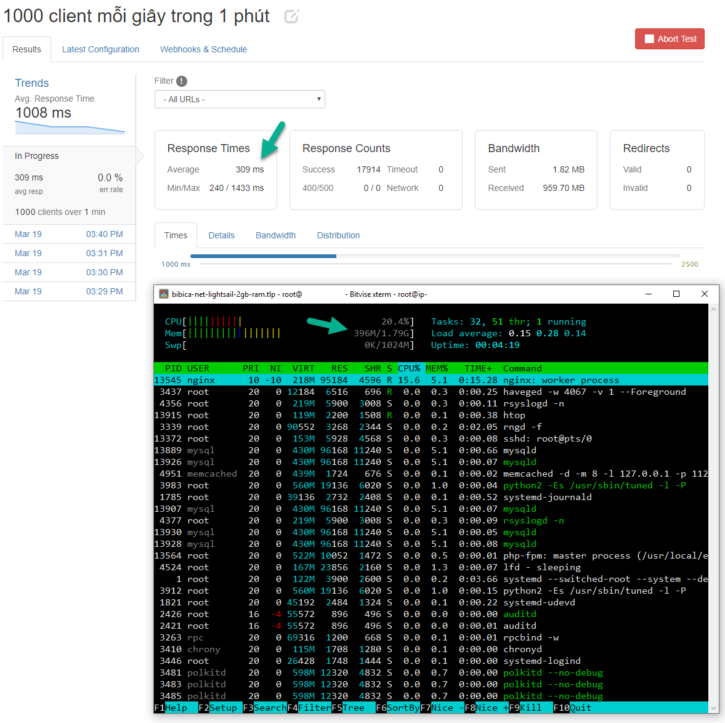 1000 client mỗi giây trong 1 phút
Abort Test
Results Latest Configuration Webhooks & Schedule
Trends
Avg. Response Time
1008 ms
In Progress
309 ms 0.0 %
avg resp err rate
1000 clients over 1 min
Mar 19 03:40 PM
Mar 19 03:31 PM
Mar 19 03:30 PM
Mar 19 03:29 PM
Filter !
- All URLs -
Response Times
Average 309 ms
Min/Max 240 / 1433 ms
Response Counts
Success 17914 Timeout 0
400/500 0 / 0 Network 0
Bandwidth
Sent 1.82 MB
Received 959.70 MB
Redirects
Valid 0
Invalid 0
Times Details Bandwidth Distribution
1000 ms 2500
bibica-net-lightsail-2gb-ram.tlp - root@ - Bitvise xterm - root@ip-
CPU[||||||||||| 20.4%] Tasks: 32, 51 thr; 1 running
Mem[|||||||||||||||||||| 396M/1.79G] Load average: 0.15 0.28 0.14
Swp[ 0K/1024M] Uptime: 00:04:19
PID USER PRI NI VIRT RES SHR S CPU% MEM% TIME+ Command
13545 nginx 10 -10 218M 95184 4596 R 15.6 5.1 0:15.28 nginx: worker process
3437 root 20 0 12184 6516 696 R 0.0 0.3 0:00.25 haveged -w 4067 -v 1 --Foreground
4356 root 20 0 219M 5900 3008 S 0.0 0.3 0:00.11 rsyslogd -n
13915 root 20 0 119M 2200 1508 R 0.0 0.1 0:00.38 htop
3339 root 20 0 90552 3268 2344 S 0.0 0.2 0:02.05 rngd -f
13372 root 20 0 153M 5928 4568 S 0.0 0.3 0:00.08 sshd: root@pts/0
13889 mysql 20 0 430M 96168 11240 S 0.0 5.1 0:00.66 mysqld
13926 mysql 20 0 430M 96168 11240 S 0.0 5.1 0:00.07 mysqld
4951 memcached 20 0 439M 1724 676 S 0.0 0.1 0:00.02 memcached -d -m 8 -l 127.0.0.1 -p 112
3983 root 20 0 560M 19136 6020 S 0.0 1.0 0:00.04 python2 -Es /usr/sbin/tuned -l -P
1785 root 20 0 39136 2732 2408 S 0.0 0.1 0:00.52 systemd-journald
13907 mysql 20 0 430M 96168 11240 S 0.0 5.1 0:00.07 mysqld
4377 root 20 0 219M 5900 3008 S 0.0 0.3 0:00.09 rsyslogd -n
13930 mysql 20 0 430M 96168 11240 S 0.0 5.1 0:00.05 mysqld
13928 mysql 20 0 430M 96168 11240 S 0.0 5.1 0:00.08 mysqld
13564 root 20 0 522M 10052 1472 S 0.0 0.5 0:00.01 php-fpm: master process (/usr/local/e
4524 root 20 0 167M 23856 2160 S 0.0 1.3 0:00.07 lfd - sleeping
1 root 20 0 122M 3900 2600 S 0.0 0.2 0:03.66 systemd --switched-root --system --de
3912 root 20 0 560M 19136 6020 S 0.0 1.0 0:00.15 python2 -Es /usr/sbin/tuned -l -P
1821 root 20 0 45192 2484 1324 S 0.0 0.1 0:00.22 systemd-udevd
2426 root 16 -4 55572 896 496 S 0.0 0.0 0:00.00 auditd
2421 root 16 -4 55572 896 496 S 0.0 0.0 0:00.01 auditd
3263 rpc 20 0 69316 1200 668 S 0.0 0.1 0:00.01 rpcbind -w
3410 chrony 20 0 115M 1708 1280 S 0.0 0.1 0:00.00 chronyd
3446 root 20 0 26428 1748 1444 S 0.0 0.1 0:00.00 systemd-logind
3481 polkitd 20 0 598M 12320 4832 S 0.0 0.7 0:00.00 polkitd --no-debug
3483 polkitd 20 0 598M 12320 4832 S 0.0 0.7 0:00.00 polkitd --no-debug
3485 polkitd 20 0 598M 12320 4832 S 0.0 0.7 0:00.00 polkitd --no-debug
F1Help F2Setup F3SearchF4FilterF5Tree F6SortByF7Nice -F8Nice +F9Kill F10Quit